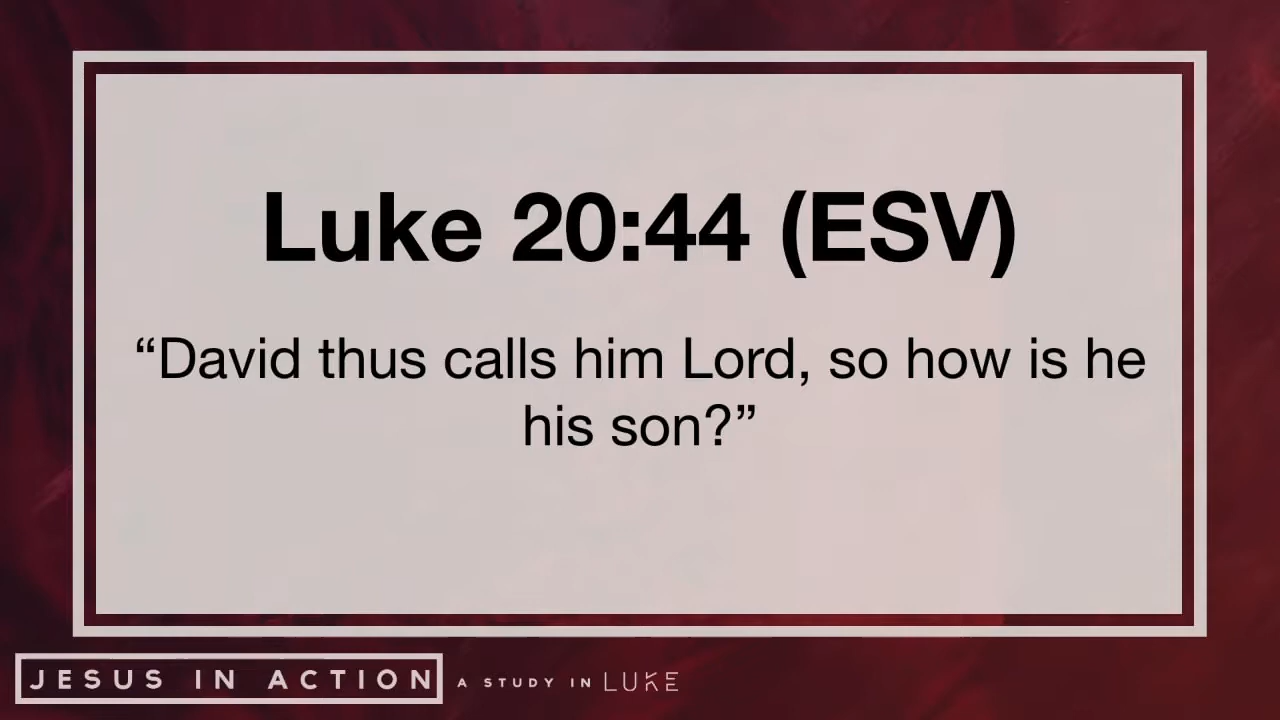 Luke 20:44 (ESV)
“David thus calls him Lord, so how is he
his son?”
JESUS IN ACTION A STUDY IN LUKE